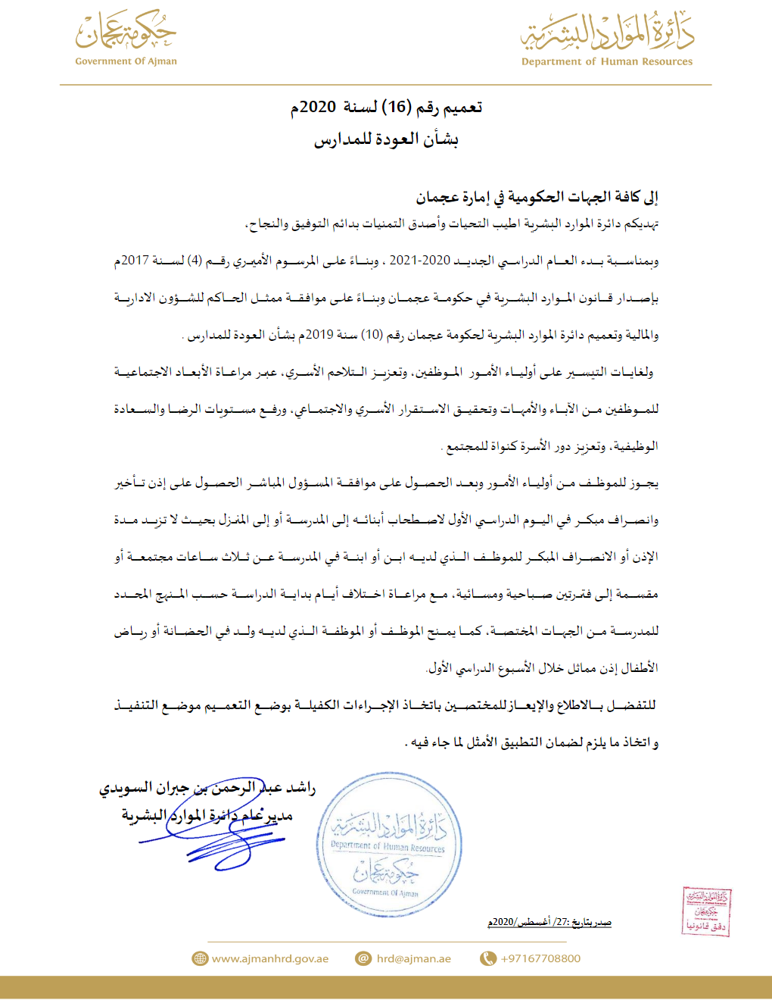 حكومة عجمان
Government Of Ajman
دائرة الموارد البشرية
Department of Human Resources
تعميم رقم (16) لسنة 2020م
بشأن العودة للمدارس
إلى كافة الجهات الحكومية في إمارة عجمان
تهديكم دائرة الموارد البشرية اطيب التحيات وأصدق التمنيات بدائم التوفيق والنجاح،
وبمناسبة بدء العام الدراسي الجديد 2020-2021 ، وبناءً على المرسوم الأميري رقم (4) لسنة 2017م
بإصدار قانون الموارد البشرية في حكومة عجمان وبناءً على موافقة ممثل الحاكم للشؤون الادارية
والمالية وتعميم دائرة الموارد البشرية لحكومة عجمان رقم (10) سنة 2019م بشأن العودة للمدارس .
ولغايات التيسير على أولياء الأمور الموظفين، وتعزيز التلاحم الأسري، عبر مراعاة الأبعاد الاجتماعية
للموظفين من الآباء والأمهات وتحقيق الاستقرار الأسري والاجتماعي، ورفع مستويات الرضا والسعادة
الوظيفية، وتعزيز دور الأسرة كنواة للمجتمع .
يجوز للموظف من أولياء الأمور وبعد الحصول على موافقة المسؤول المباشر الحصول على إذن تأخير
وانصراف مبكر في اليوم الدراسي الأول لاصطحاب أبنائه إلى المدرسة أو إلى المنزل بحيث لا تزيد مدة
الإذن أو الانصراف المبكر للموظف الذي لديه ابن أو ابنة في المدرسة عن ثلاث ساعات مجتمعة أو
مقسمة إلى فترتين صباحية ومسائية، مع مراعاة اختلاف أيام بداية الدراسة حسب المنهج المحدد
للمدرسة من الجهات المختصة، كما يمنح الموظف أو الموظفة الذي لديه ولد في الحضانة أو رياض
الأطفال إذن مماثل خلال الأسبوع الدراسي الأول.
للتفضل بالاطلاع والإيعاز للمختصين باتخاذ الإجراءات الكفيلة بوضع التعميم موضع التنفيذ
واتخاذ ما يلزم لضمان التطبيق الأمثل لما جاء فيه .
راشد عبد الرحمن بن جبران السويدي
مدير عام دائرة الموارد البشرية
دائرة الموارد البشرية
Department of Human Resources
حكومة عجمان
Government Of Ajman
دائرة الموارد البشرية
Department of Human Resources
حكومة عجمان
دقق قانونيا
صدر بتاريخ :27/ أغسطس/2020م
www.ajmanhrd.gov.ae
hrd@ajman.ae
+97167708800